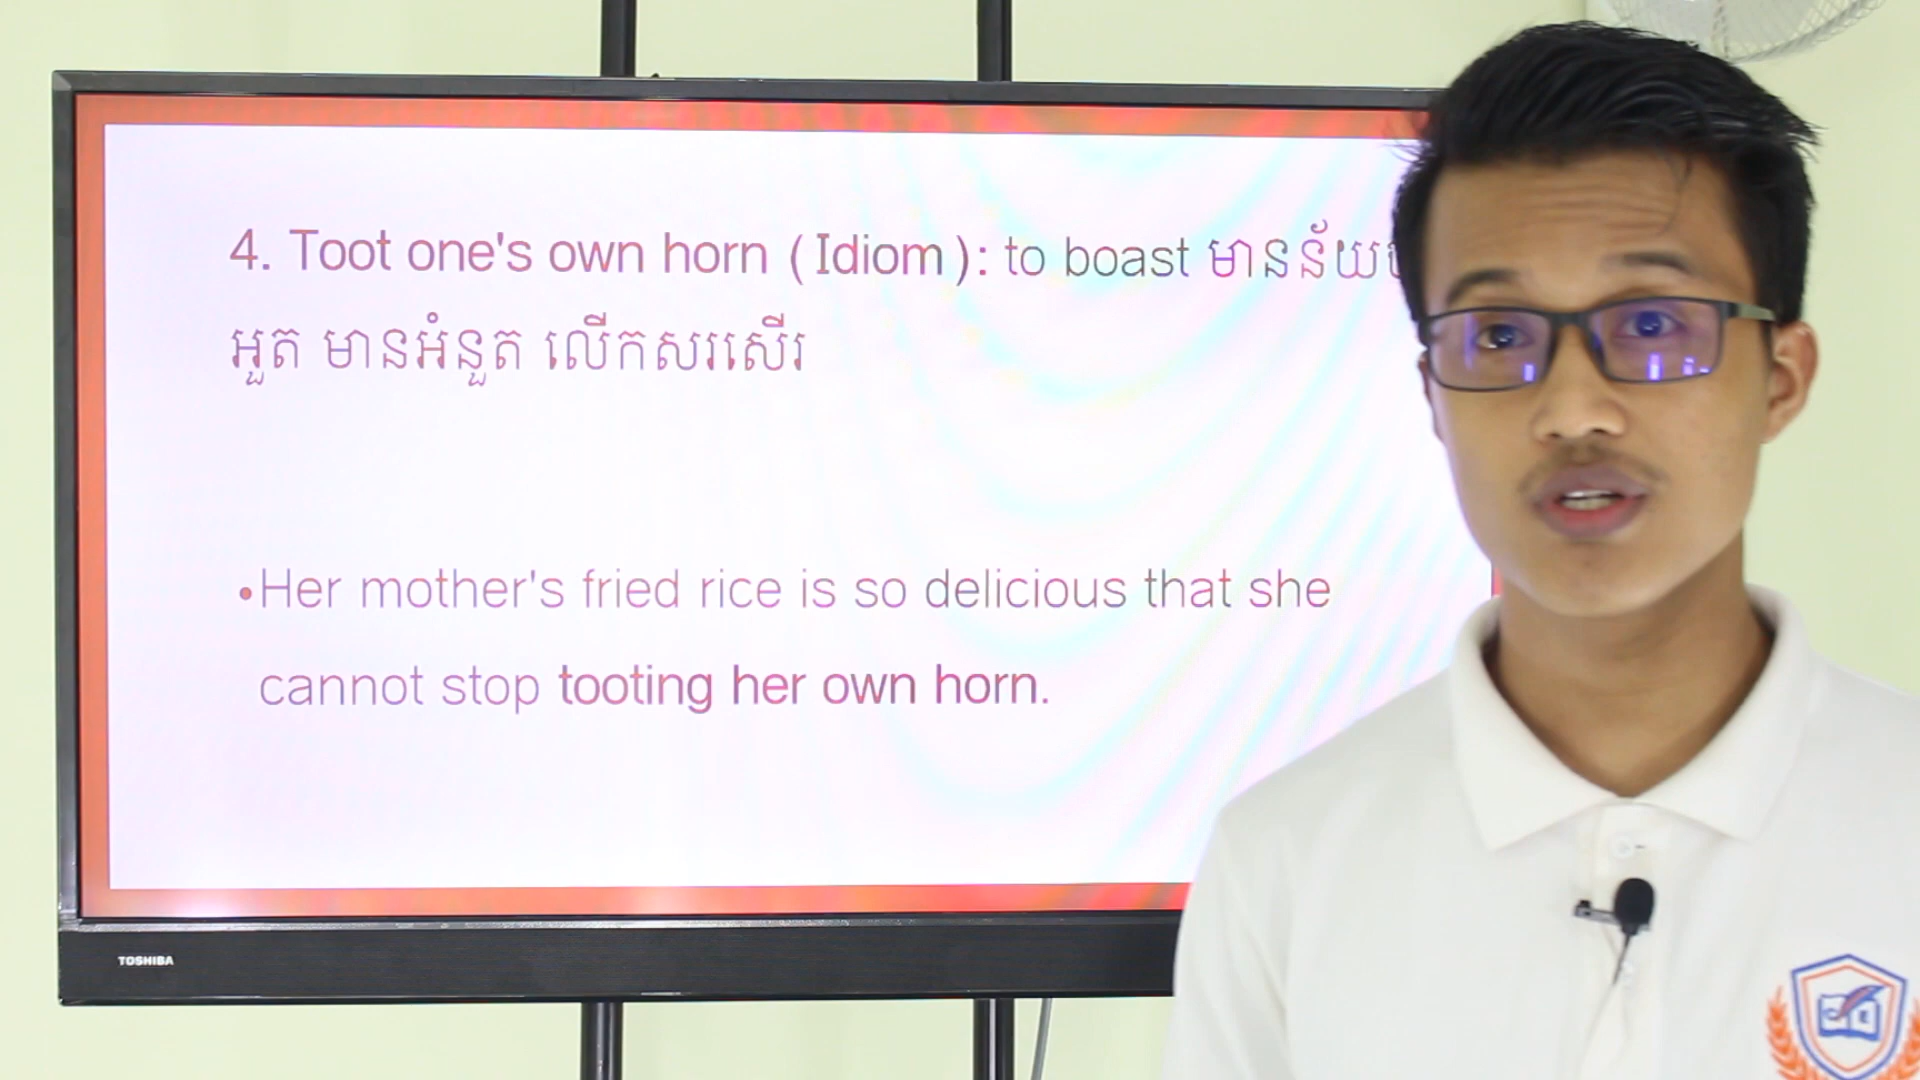 4. Toot one's own horn (Idiom): to boast មានន័យ
អួត មានអំនួត លើកសរសើរ
•Her mother's fried rice is so delicious that she
cannot stop tooting her own horn.
TOSHIBA